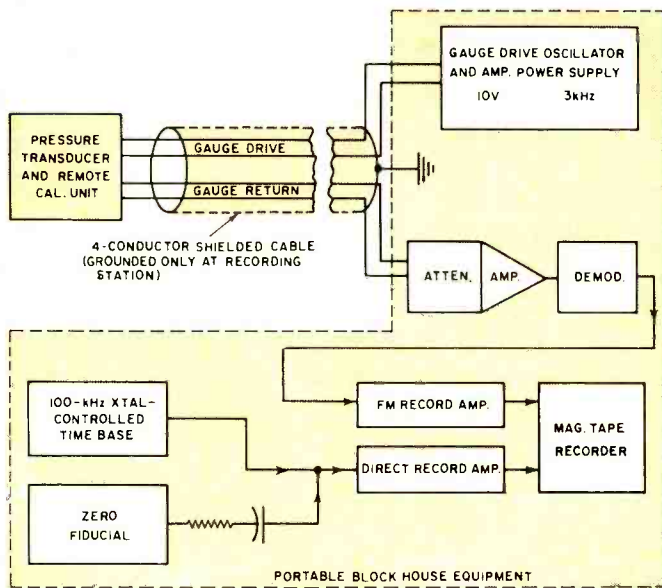 GAUGE DRIVE OSCILLATOR
AND AMP. POWER SUPPLY
10V 3kHz
PRESSURE
TRANSDUCER
AND REMOTE
CAL. UNIT
GAUGE DRIVE
GAUGE RETURN
4-CONDUCTOR SHIELDED CABLE
(GROUNDED ONLY AT RECORDING
STATION)
ATTEN.
AMP.
DEMOD.
100-kHz XTAL-
CONTROLLED
TIME BASE
FM RECORD AMP.
MAG. TAPE
RECORDER
DIRECT RECORD AMP.
ZERO
FIDUCIAL
PORTABLE BLOCK HOUSE EQUIPMENT